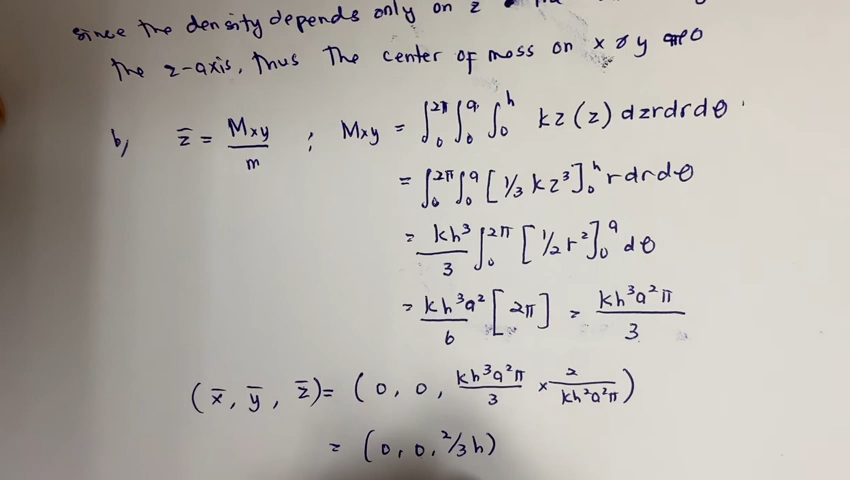 since the density depends only on z
the z-axis, thus the center of mass on x & y are 0
b) z̄ = Mxy/m ; Mxy = ∫₀^2π ∫₀^a ∫₀^h kz(z) dz r dr dθ
= ∫₀^2π ∫₀^a [1/3 kz³]₀^h r dr dθ
= kh³/3 ∫₀^2π [1/2 r²]₀^a dθ
= kh³a²/6 [2π] = kh³a²π/3
(x̄, ȳ, z̄) = (0, 0, kh³a²π/3 × 2/kh²a²π)
= (0, 0, 2/3 h)